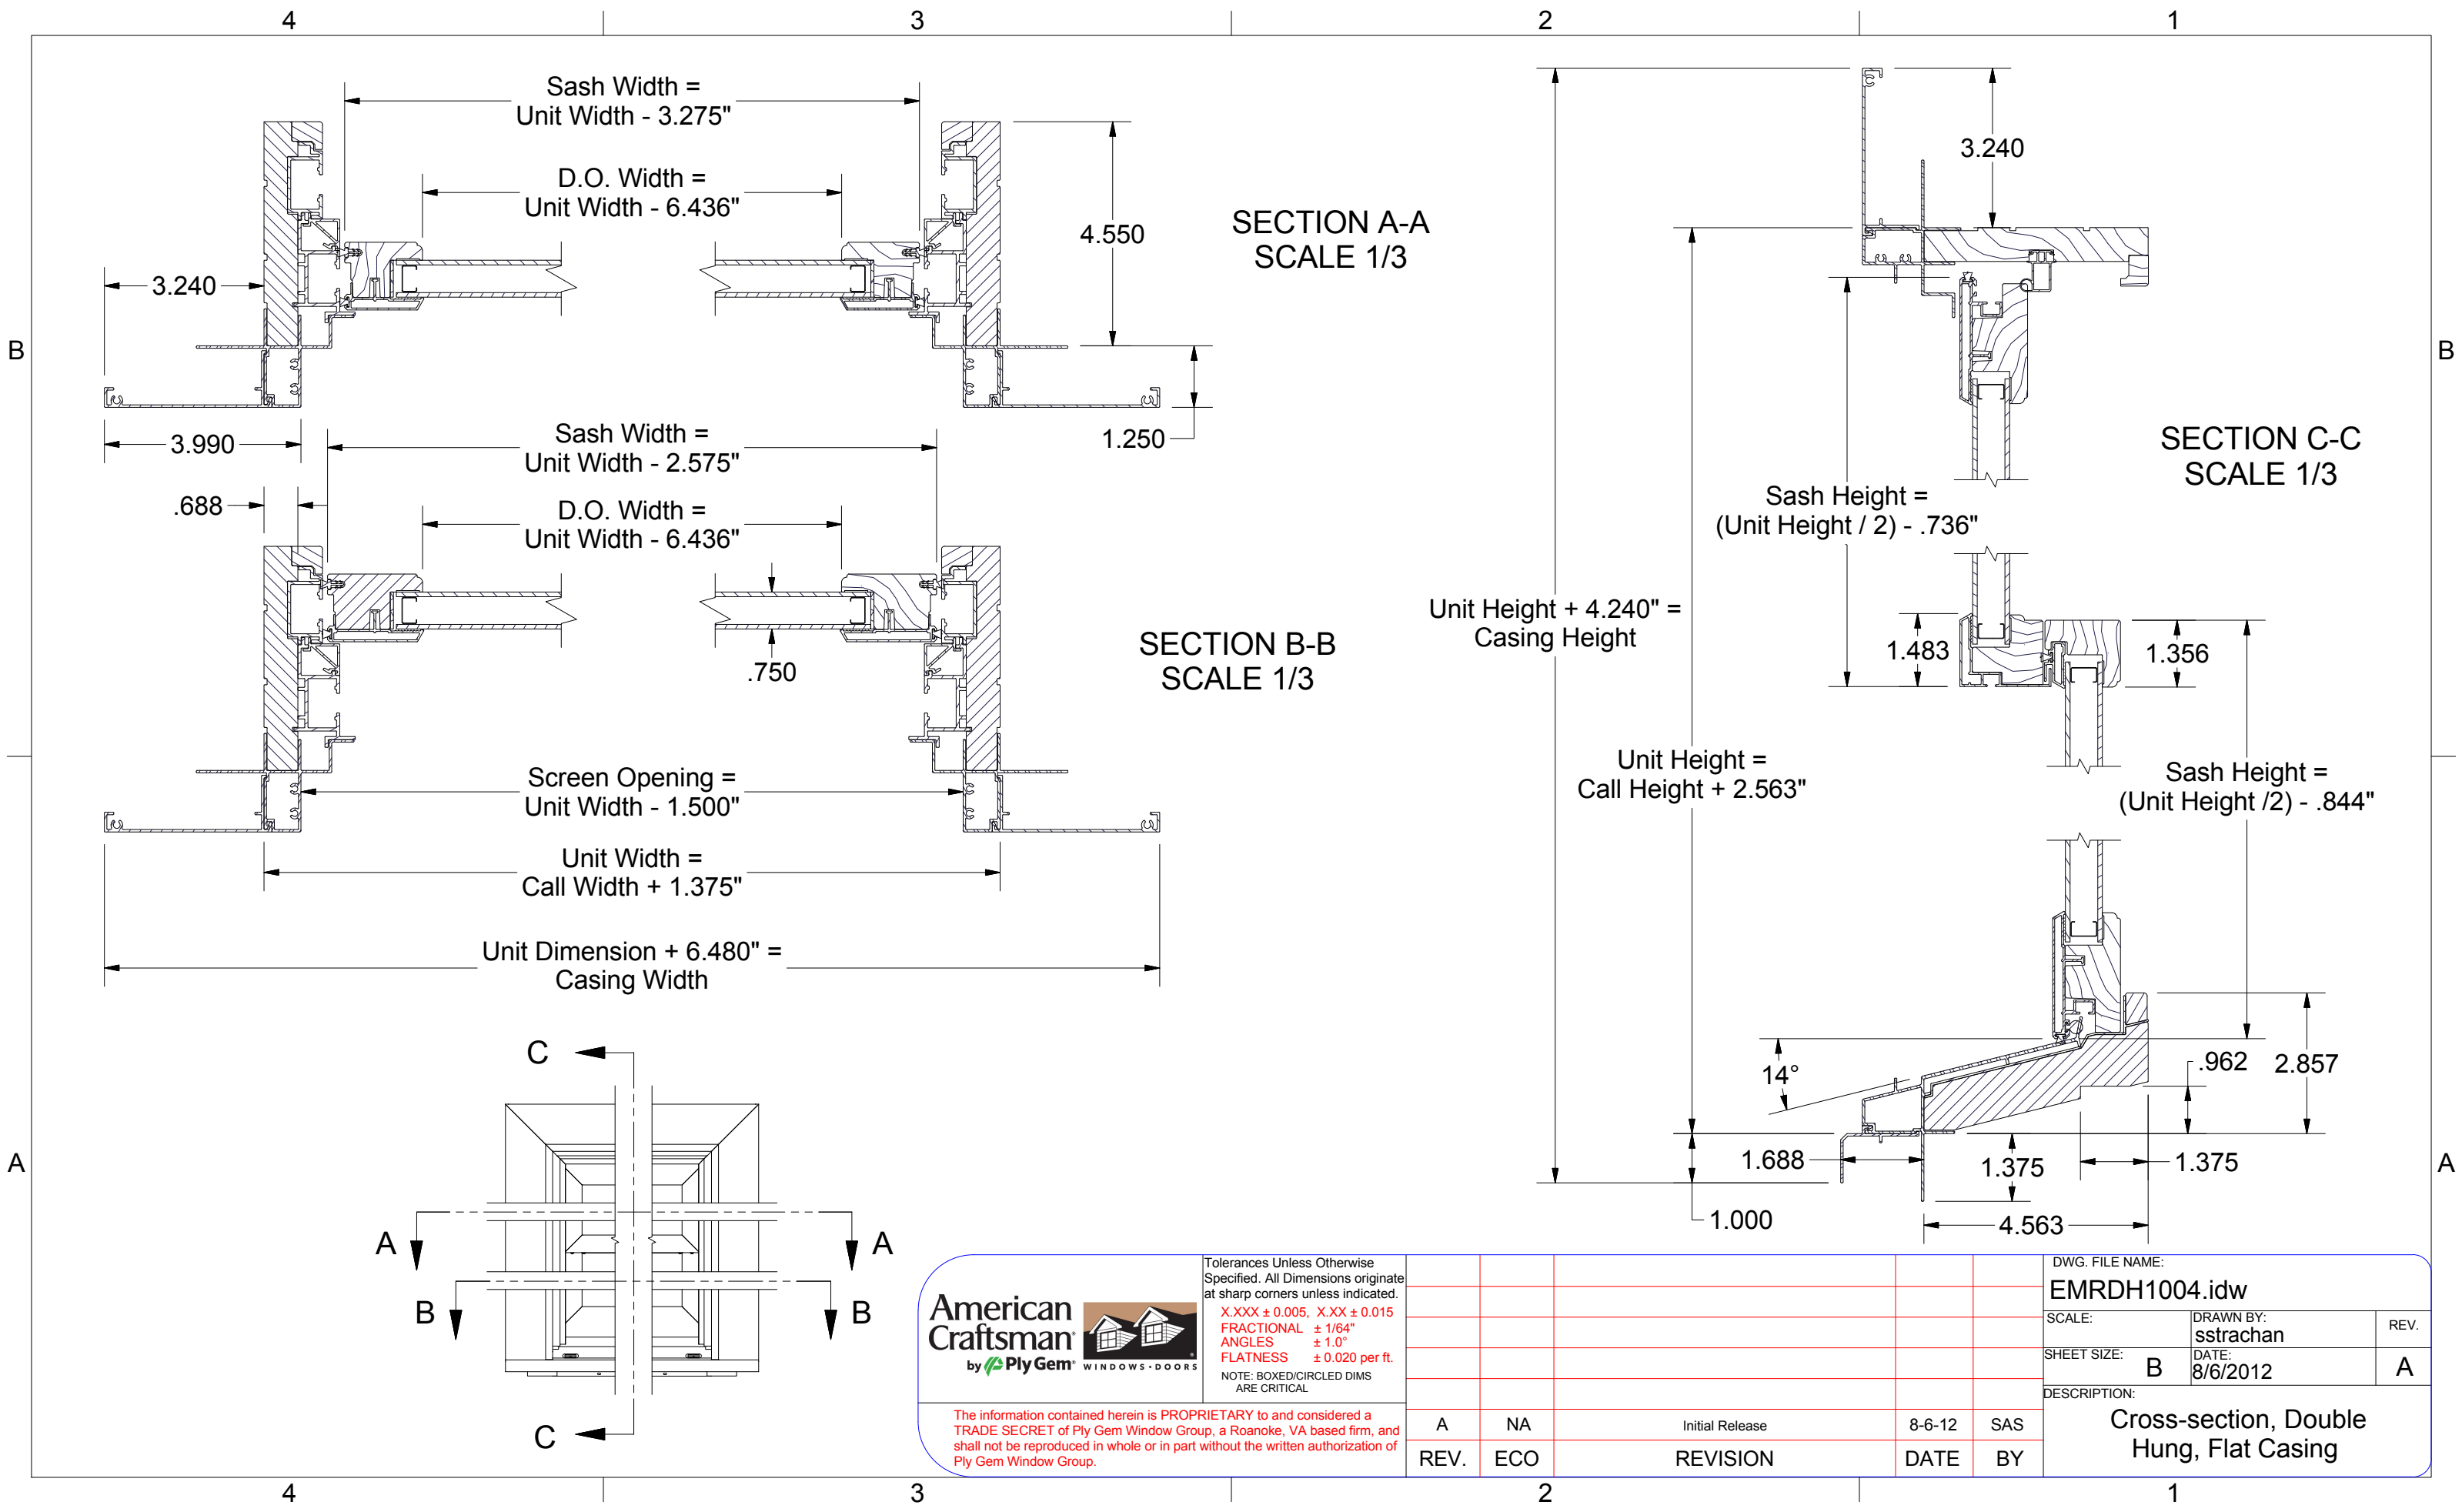 4
3
2
1
B
A
B
A
Sash Width =
Unit Width - 3.275"
D.O. Width =
Unit Width - 6.436"
3.240
4.550
3.990
1.250
SECTION A-A
SCALE 1/3
Sash Width =
Unit Width - 2.575"
.688
D.O. Width =
Unit Width - 6.436"
.750
SECTION B-B
SCALE 1/3
Screen Opening =
Unit Width - 1.500"
Unit Width =
Call Width + 1.375"
Unit Dimension + 6.480" =
Casing Width
3.240
SECTION C-C
SCALE 1/3
Sash Height =
(Unit Height / 2) - .736"
Unit Height + 4.240" =
Casing Height
1.483
1.356
Unit Height =
Call Height + 2.563"
Sash Height =
(Unit Height /2) - .844"
14°
.962
2.857
1.688
1.375
1.375
1.000
4.563
C
A
A
B
B
C
American
Craftsman
by Ply Gem
WINDOWS • DOORS
Tolerances Unless Otherwise
Specified. All Dimensions originate
at sharp corners unless indicated.
X.XXX ± 0.005, X.XX ± 0.015
FRACTIONAL ± 1/64"
ANGLES ± 1.0°
FLATNESS ± 0.020 per ft.
NOTE: BOXED/CIRCLED DIMS
ARE CRITICAL
The information contained herein is PROPRIETARY to and considered a
TRADE SECRET of Ply Gem Window Group, a Roanoke, VA based firm, and
shall not be reproduced in whole or in part without the written authorization of
Ply Gem Window Group.
A NA Initial Release 8-6-12 SAS
REV. ECO REVISION DATE BY
DWG. FILE NAME:
EMRDH1004.idw
SCALE:
DRAWN BY:
sstrachan
REV.
SHEET SIZE:
B
DATE:
8/6/2012
A
DESCRIPTION:
Cross-section, Double
Hung, Flat Casing
4
3
2
1